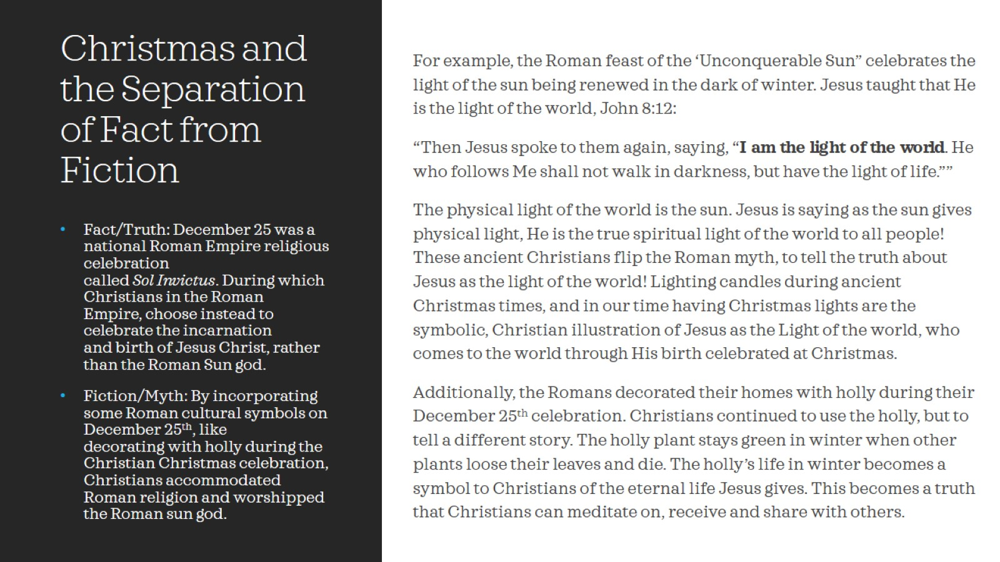 Christmas and
the Separation
of Fact from
Fiction
• Fact/Truth: December 25 was a
national Roman Empire religious
celebration
called Sol Invictus. During which
Christians in the Roman
Empire, choose instead to
celebrate the incarnation
and birth of Jesus Christ, rather
than the Roman Sun god.
• Fiction/Myth: By incorporating
some Roman cultural symbols on
December 25th, like
decorating with holly during the
Christian Christmas celebration,
Christians accommodated
Roman religion and worshipped
the Roman sun god.
For example, the Roman feast of the ‘Unconquerable Sun” celebrates the
light of the sun being renewed in the dark of winter. Jesus taught that He
is the light of the world, John 8:12:
“Then Jesus spoke to them again, saying, “I am the light of the world. He
who follows Me shall not walk in darkness, but have the light of life.””
The physical light of the world is the sun. Jesus is saying as the sun gives
physical light, He is the true spiritual light of the world to all people!
These ancient Christians flip the Roman myth, to tell the truth about
Jesus as the light of the world! Lighting candles during ancient
Christmas times, and in our time having Christmas lights are the
symbolic, Christian illustration of Jesus as the Light of the world, who
comes to the world through His birth celebrated at Christmas.
Additionally, the Romans decorated their homes with holly during their
December 25th celebration. Christians continued to use the holly, but to
tell a different story. The holly plant stays green in winter when other
plants loose their leaves and die. The holly’s life in winter becomes a
symbol to Christians of the eternal life Jesus gives. This becomes a truth
that Christians can meditate on, receive and share with others.